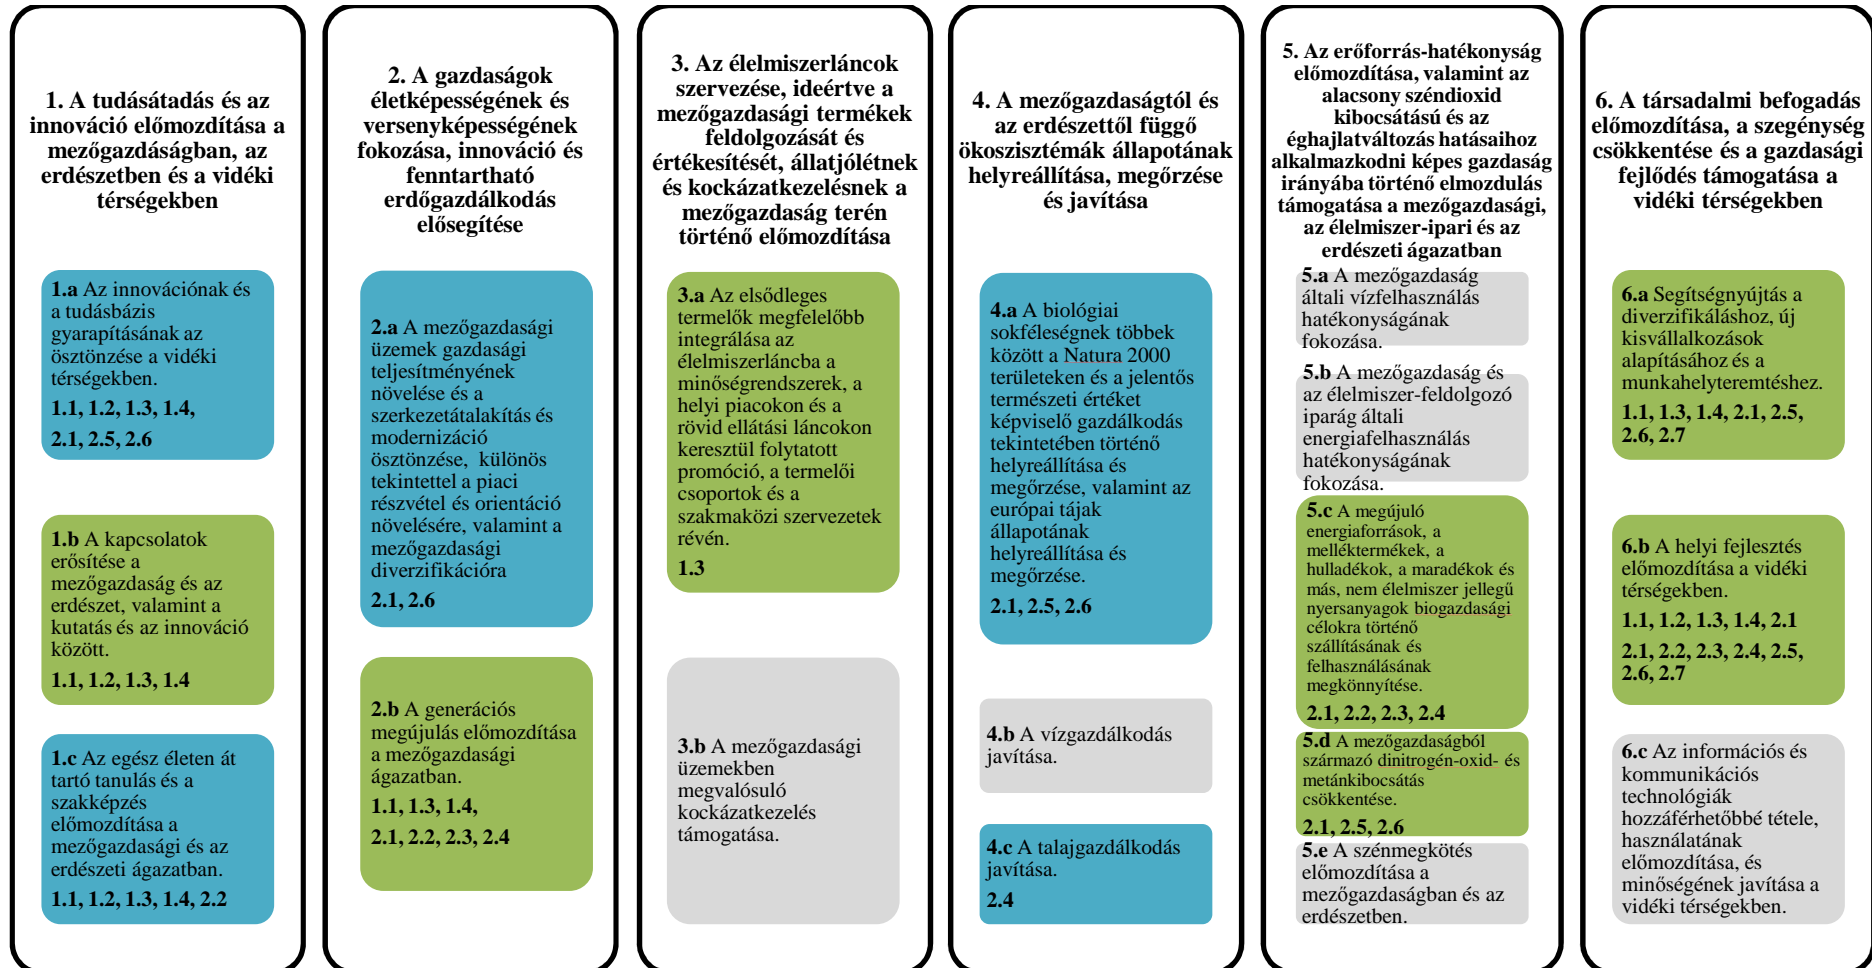 1. A tudásátadás és az
innováció előmozdítása a
mezőgazdáságban, az
erdészetben és a vidéki
térségekben
1.a Az innovációnak és
a tudásbázis
gyarapításának az
ösztönzése a vidéki
térségekben.
1.1, 1.2, 1.3, 1.4,
2.1, 2.5, 2.6
1.b A kapcsolatok
erősítése a
mezőgazdaság és az
erdészet, valamint a
kutatás és az innováció
között.
1.1, 1.2, 1.3, 1.4
1.c Az egész életen át
tartó tanulás és a
szakképzés
előmozdítása a
mezőgazdasági és az
erdészeti ágazatban.
1.1, 1.2, 1.3, 1.4, 2.2
2. A gazdaságok
életképességének és
versenyképességének
fokozása, innováció és
fenntartható
erdőgazdálkodás
elősegítése
2.a A mezőgazdasági
üzemek gazdasági
teljesítményének
növelése és a
szerkezetátalakítás és
modernizáció
ösztönzése, különös
tekintettel a piaci
részvétel és orientáció
növelésére, valamint a
mezőgazdasági
diverzifikációra
2.1, 2.6
2.b A generációs
megújulás előmozdítása
a mezőgazdasági
ágazatban.
1.1, 1.3, 1.4,
2.1, 2.2, 2.3, 2.4
3. Az élelmiszerláncok
szervezése, ideértve a
mezőgazdasági termékek
feldolgozását és
értékesítését, állatjólétnek
és kockázatkezelésnek a
mezőgazdaság terén
történő előmozdítása
3.a Az elsődleges
termelők megfelelőbb
integrálása az
élelmiszerláncba a
minőségrendszerek, a
helyi piacokon és a
rövid ellátási láncokon
keresztül folytatott
promóció, a termelői
csoportok és a
szakmaközi szervezetek
révén.
1.3
3.b A mezőgazdasági
üzemekben
megvalósuló
kockázatkezelés
támogatása.
4. A mezőgazdaságtól és
az erdészettől függő
ökoszisztémák állapotának
helyreállítása, megőrzése
és javítása
4.a A biológiai
sokféleségnek többek
között a Natura 2000
területeken és a jelentős
természeti értéket
képviselő gazdálkodás
tekintetében történő
helyreállítása és
megőrzése, valamint az
európai tájak
állapotának
helyreállítása és
megőrzése.
2.1, 2.5, 2.6
4.b A vízgazdálkodás
javítása.
4.c A talajgazdálkodás
javítása.
2.4
5. Az erőforrás-hatékonyság
előmozdítása, valamint az
alacsony széndioxid
kibocsátású és az
éghajlatváltozás hatásaihoz
alkalmazkodni képes gazdaság
irányába történő elmozdulás
támogatása a mezőgazdasági,
az élelmiszer-ipari és az
erdészeti ágazatban
5.a A mezőgazdaság
általi vízfelhasználás
hatékonyságának
fokozása.
5.b A mezőgazdaság és
az élelmiszer-feldolgozó
iparág általi
energiafelhasználás
hatékonyságának
fokozása.
5.c A megújuló
energiaforrások, a
melléktermékek, a
hulladékok, a maradékok és
más, nem élelmiszer jellegű
nyersanyagok biogazdasági
célokra történő
szállításának és
felhasználásának
megkönnyítése.
2.1, 2.2, 2.3, 2.4
5.d A mezőgazdaságból
származó dinitrogén-oxid- és
metánkibocsátás
csökkentése.
2.1, 2.5, 2.6
5.e A szénmegkötés
előmozdítása a
mezőgazdaságban és az
erdészetben.
6. A társadalmi befogadás
előmozdítása, a szegénység
csökkentése és a gazdasági
fejlődés támogatása a
vidéki térségekben
6.a Segítségnyújtás a
diverzifikáláshoz, új
kisvállalkozások
alapításához és a
munkahelyteremtéshez.
1.1, 1.3, 1.4, 2.1, 2.5,
2.6, 2.7
6.b A helyi fejlesztés
előmozdítása a vidéki
térségekben.
1.1, 1.2, 1.3, 1.4, 2.1
2.1, 2.2, 2.3, 2.4, 2.5,
2.6, 2.7
6.c Az információs és
kommunikációs
technológiák
hozzáférhetőbbé tétele,
használatának
előmozdítása, és
minőségének javítása a
vidéki térségekben.